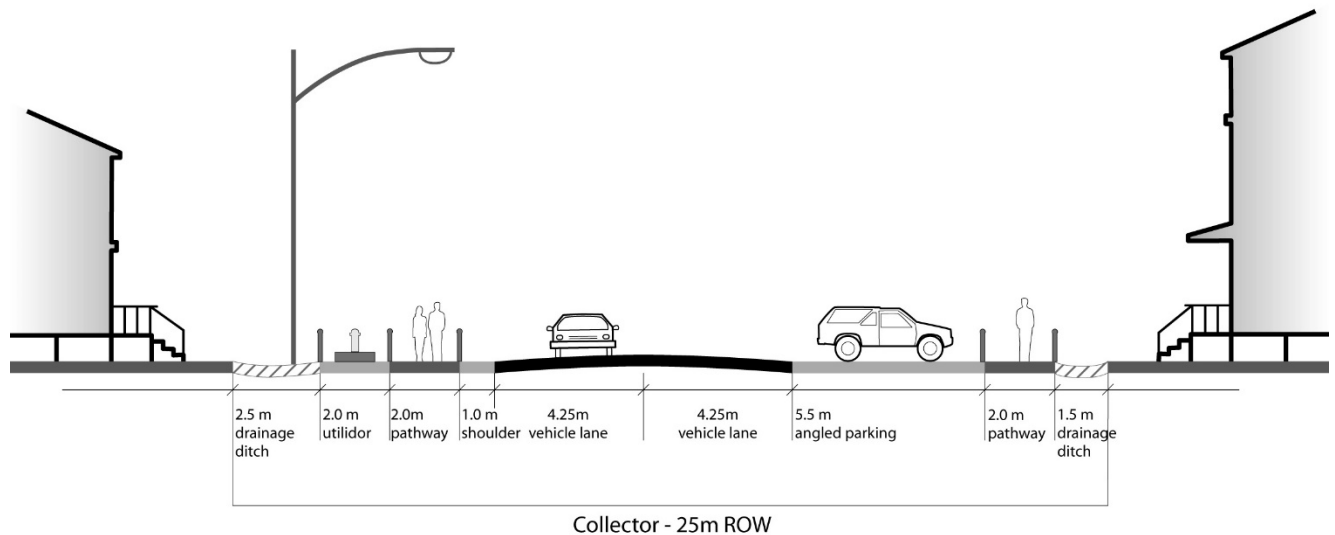 2.5 m
drainage
ditch
2.0 m
utilidor
2.0m
pathway
1.0 m
shoulder
4.25m
vehicle lane
4.25m
vehicle lane
5.5 m
angled parking
2.0 m
pathway
1.5 m
drainage
ditch
Collector - 25m ROW